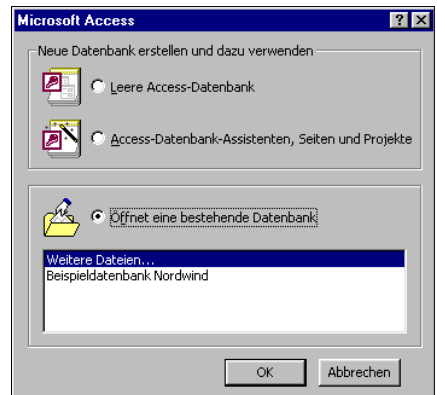 Microsoft Access
Neue Datenbank erstellen und dazu verwenden
Leere Access-Datenbank
Access-Datenbank-Assistenten, Seiten und Projekte
Öffnet eine bestehende Datenbank
Weitere Dateien...
Beispieldatenbank Nordwind
OK
Abbrechen